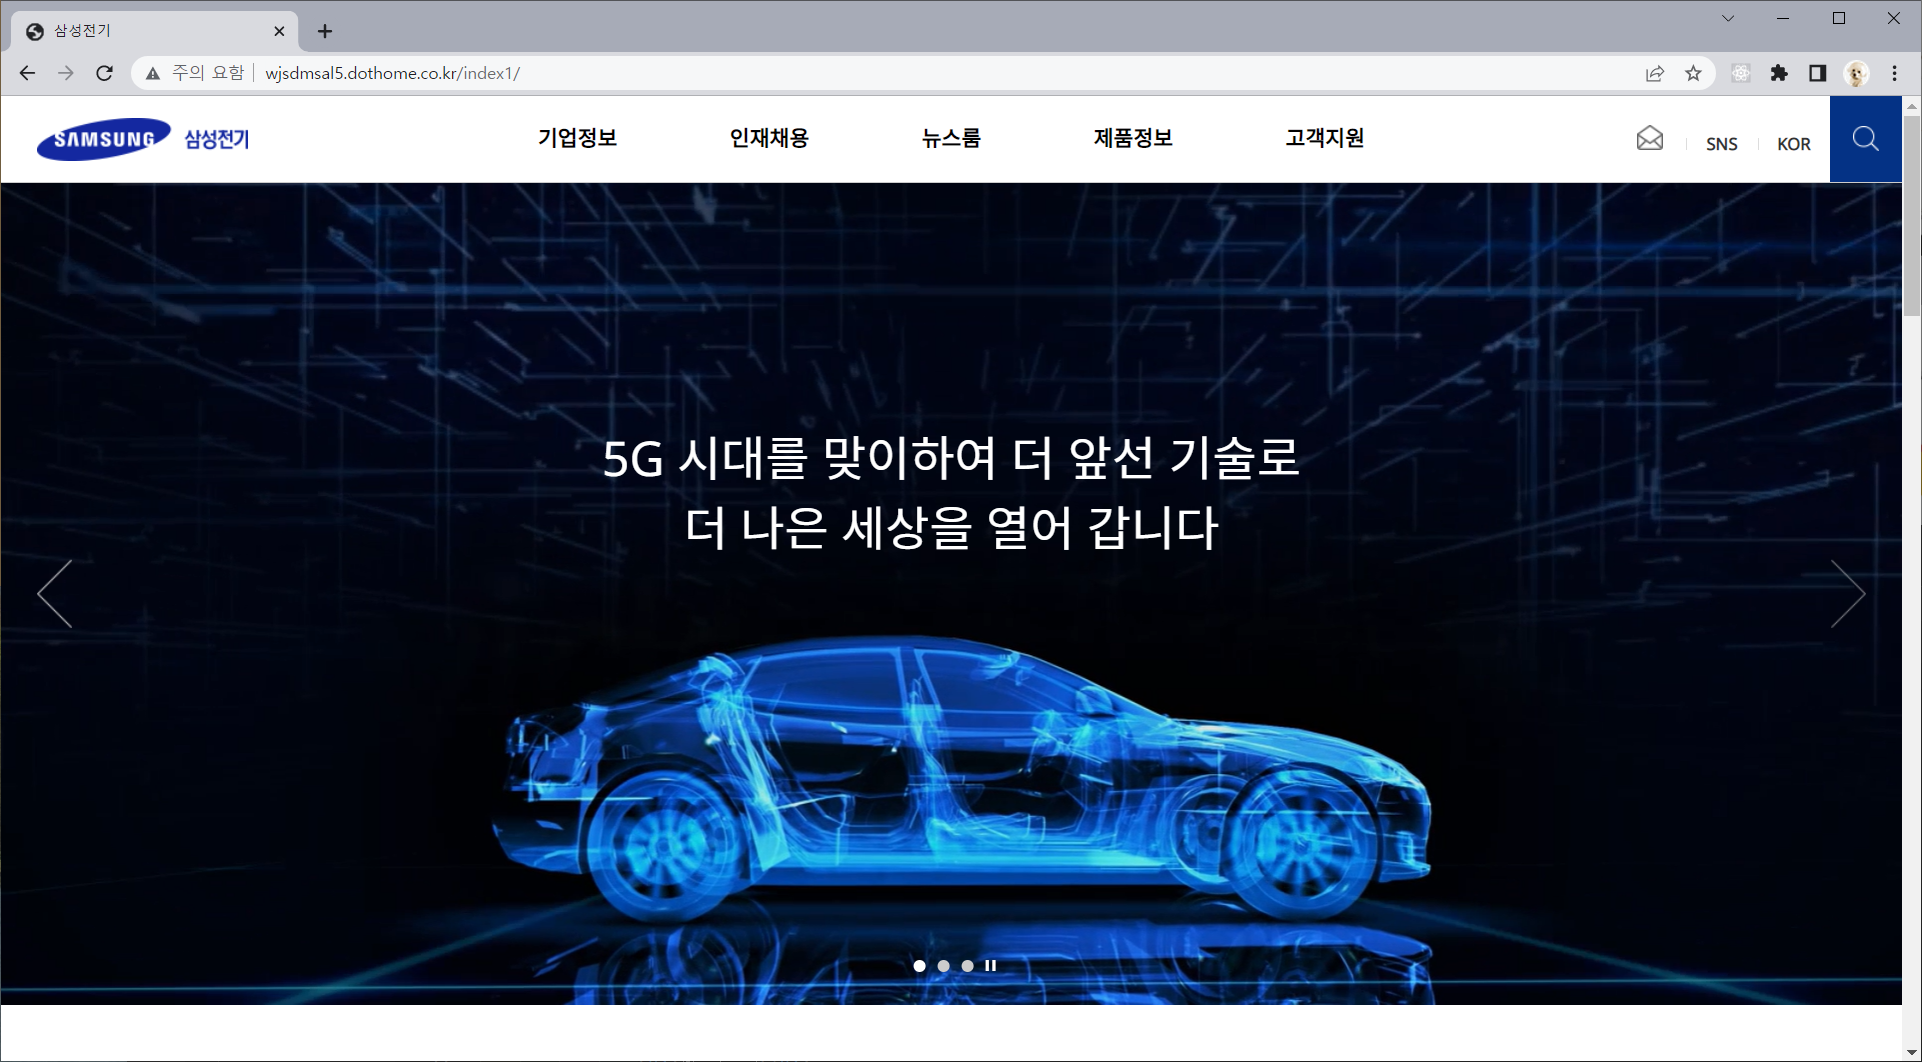 삼성전기
주의 요함 wjsdmsal5.dothome.co.kr/index1/
SAMSUNG 삼성전기 기업정보 인재채용 뉴스룸 제품정보 고객지원 SNS KOR
5G 시대를 맞이하여 더 앞선 기술로
더 나은 세상을 열어 갑니다